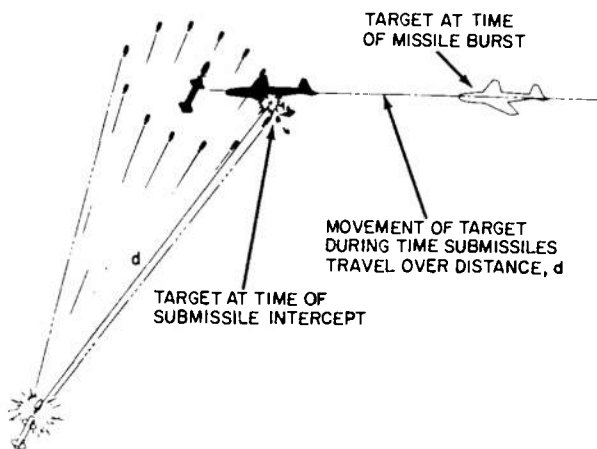 TARGET AT TIME
OF MISSILE BURST
d
MOVEMENT OF TARGET
DURING TIME SUBMISSILES
TRAVEL OVER DISTANCE, d
TARGET AT TIME OF
SUBMISSILE INTERCEPT